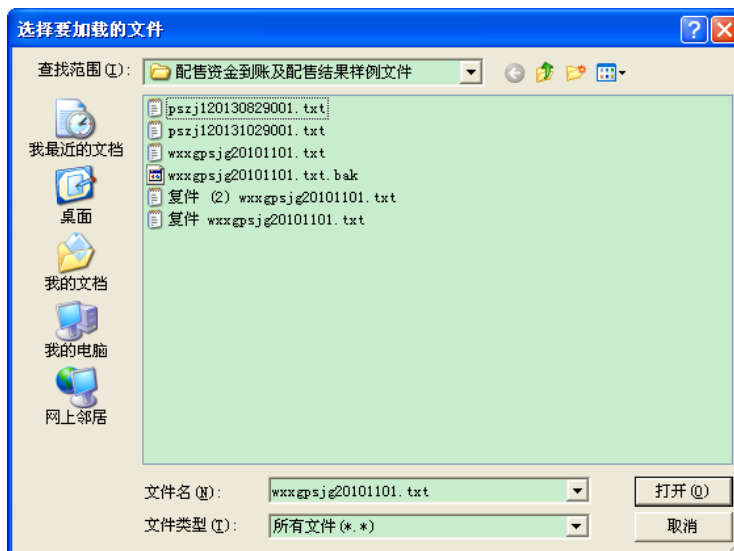 选择要加载的文件
查找范围(I): 配售资金到账及配售结果样例文件
我最近的文档
桌面
我的文档
我的电脑
网上邻居
pszj120130829001.txt
pszj120131029001.txt
wxxgpsjg20101101.txt
wxxgpsjg20101101.txt.bak
复件 (2) wxxgpsjg20101101.txt
复件 wxxgpsjg20101101.txt
文件名(N): wxxgpsjg20101101.txt 打开(O)
文件类型(T): 所有文件(*.*) 取消